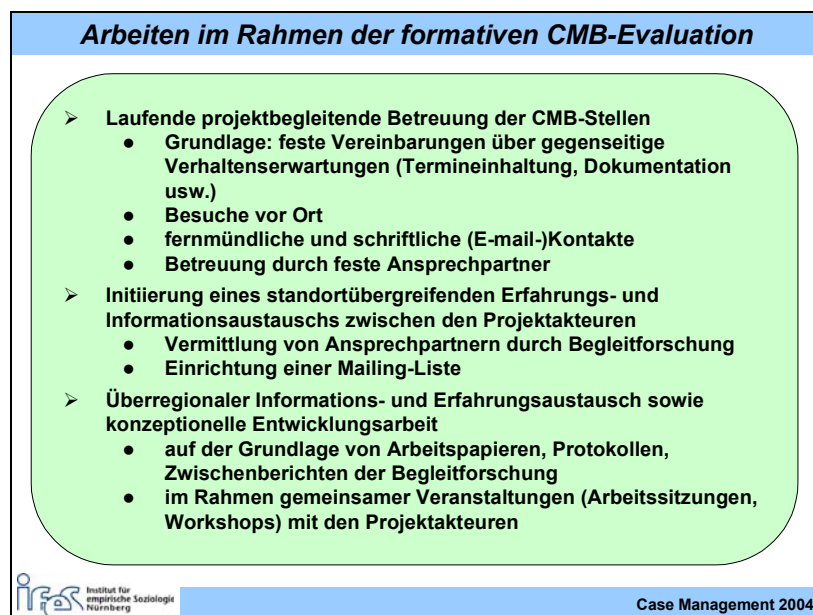 Arbeiten im Rahmen der formativen CMB-Evaluation
➢ Laufende projektbegleitende Betreuung der CMB-Stellen
● Grundlage: feste Vereinbarungen über gegenseitige
Verhaltenserwartungen (Termineinhaltung, Dokumentation
usw.)
● Besuche vor Ort
● fernmündliche und schriftliche (E-mail-)Kontakte
● Betreuung durch feste Ansprechpartner
➢ Initiierung eines standortübergreifenden Erfahrungs- und
Informationsaustauschs zwischen den Projektakteuren
● Vermittlung von Ansprechpartnern durch Begleitforschung
● Einrichtung einer Mailing-Liste
➢ Überregionaler Informations- und Erfahrungsaustausch sowie
konzeptionelle Entwicklungsarbeit
● auf der Grundlage von Arbeitspapieren, Protokollen,
Zwischenberichten der Begleitforschung
● im Rahmen gemeinsamer Veranstaltungen (Arbeitssitzungen,
Workshops) mit den Projektakteuren
ifes
Institut für
empirische Soziologie
Nürnberg
Case Management 2004